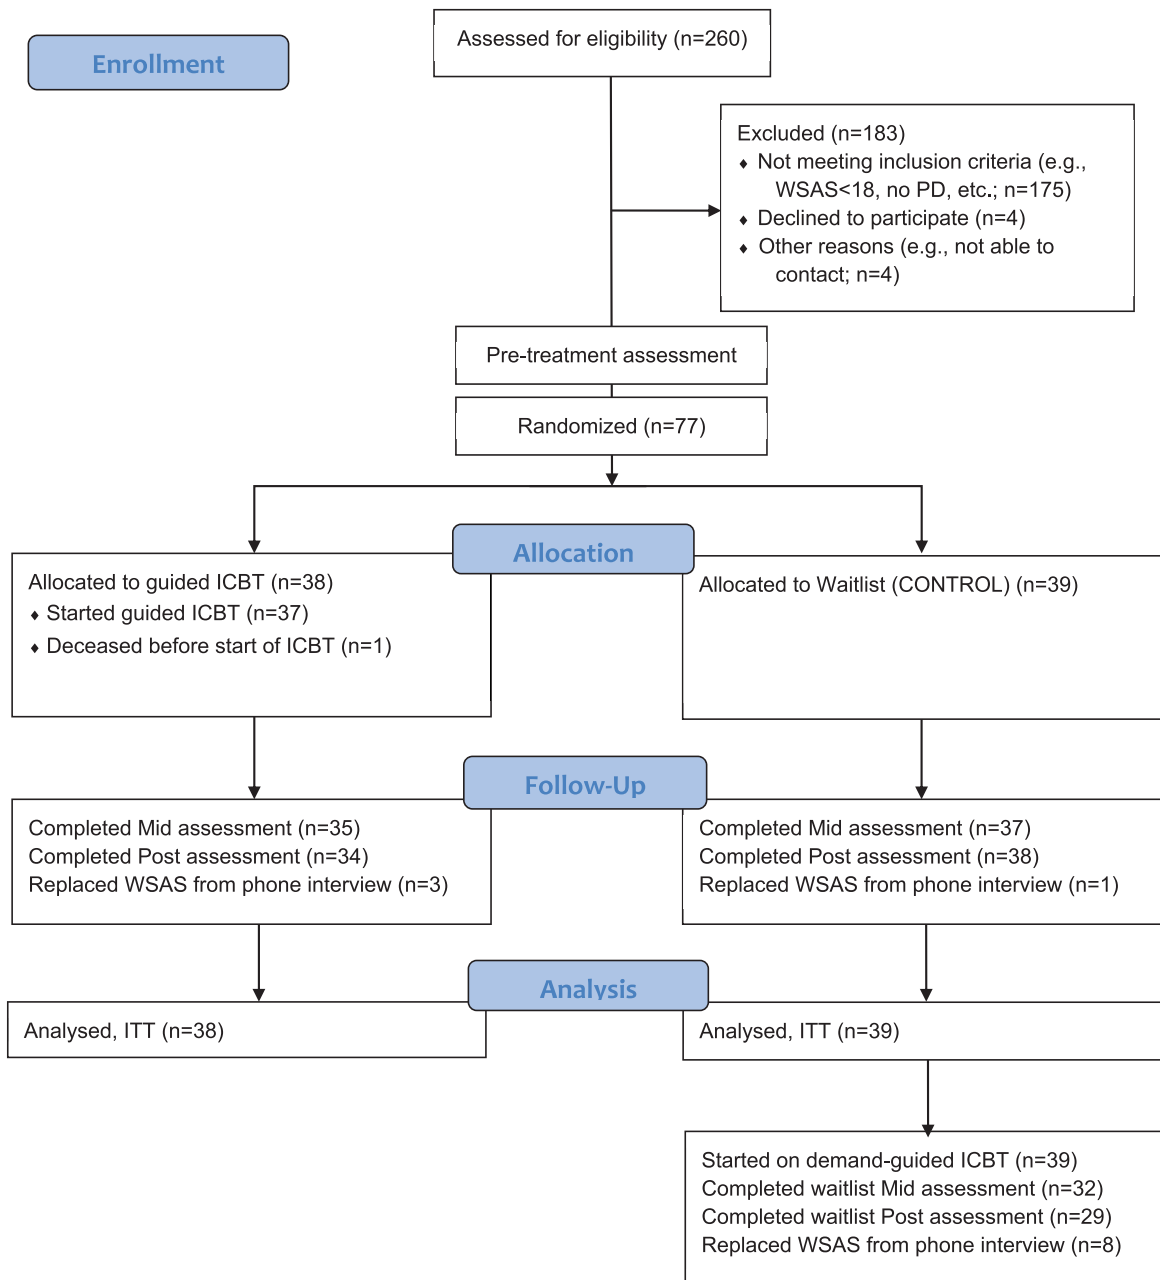 Assessed for eligibility (n=260)
Enrollment
Excluded (n=183)
♦ Not meeting inclusion criteria (e.g.,
WSAS<18, no PD, etc.; n=175)
♦ Declined to participate (n=4)
♦ Other reasons (e.g., not able to
contact; n=4)
Pre-treatment assessment
Randomized (n=77)
Allocation
Allocated to guided ICBT (n=38)
♦ Started guided ICBT (n=37)
♦ Deceased before start of ICBT (n=1)
Allocated to Waitlist (CONTROL) (n=39)
Follow-Up
Completed Mid assessment (n=35)
Completed Post assessment (n=34)
Replaced WSAS from phone interview (n=3)
Completed Mid assessment (n=37)
Completed Post assessment (n=38)
Replaced WSAS from phone interview (n=1)
Analysis
Analysed, ITT (n=38)
Analysed, ITT (n=39)
Started on demand-guided ICBT (n=39)
Completed waitlist Mid assessment (n=32)
Completed waitlist Post assessment (n=29)
Replaced WSAS from phone interview (n=8)